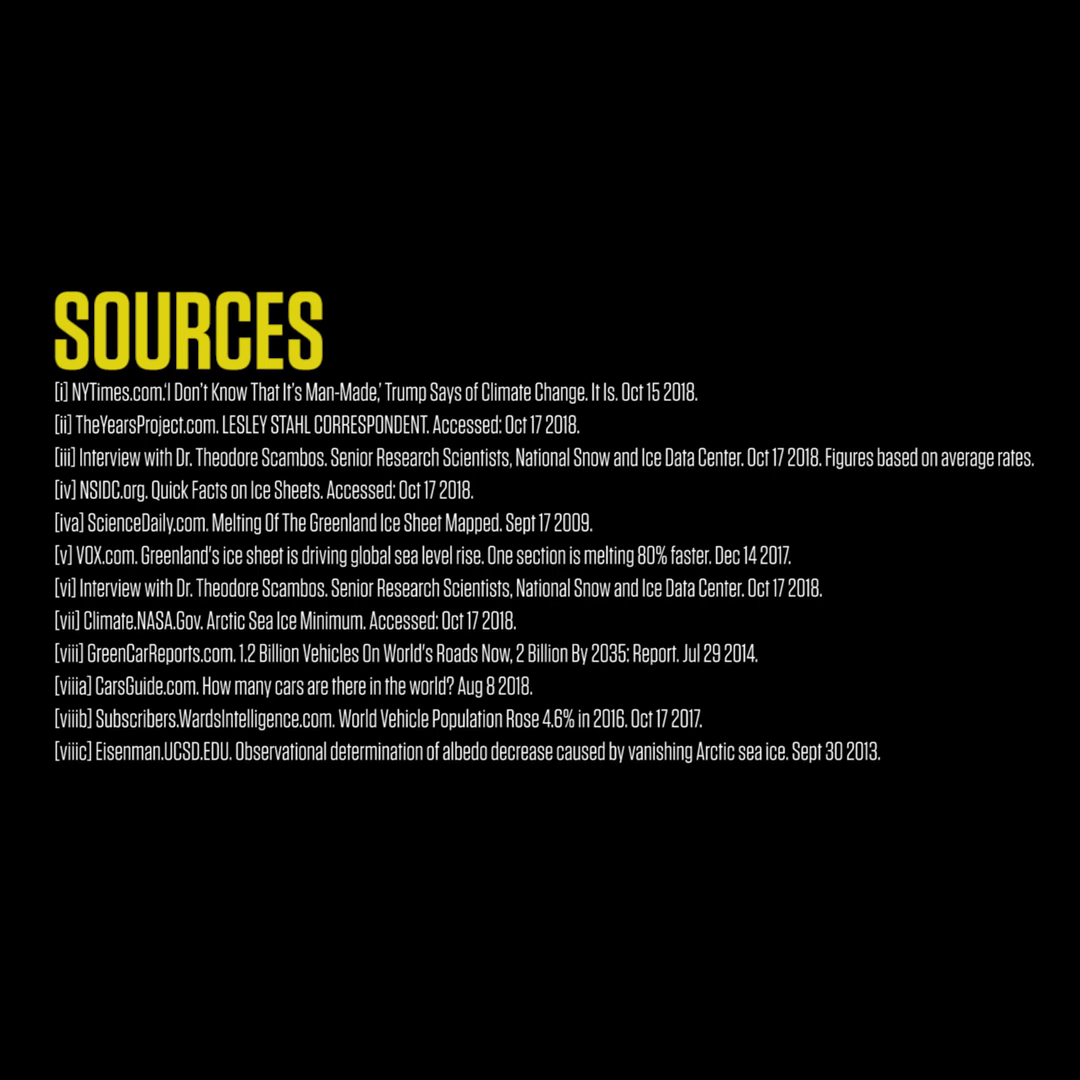 SOURCES
[i] NYTimes.com.‘I Don’t Know That It’s Man-Made,’ Trump Says of Climate Change. It Is. Oct 15 2018.
[ii] TheYearsProject.com. LESLEY STAHL CORRESPONDENT. Accessed: Oct 17 2018.
[iii] Interview with Dr. Theodore Scambos. Senior Research Scientists, National Snow and Ice Data Center. Oct 17 2018. Figures based on average rates.
[iv] NSIDC.org. Quick Facts on Ice Sheets. Accessed: Oct 17 2018.
[iva] ScienceDaily.com. Melting Of The Greenland Ice Sheet Mapped. Sept 17 2009.
[v] VOX.com. Greenland's ice sheet is driving global sea level rise. One section is melting 80% faster. Dec 14 2017.
[vi] Interview with Dr. Theodore Scambos. Senior Research Scientists, National Snow and Ice Data Center. Oct 17 2018.
[vii] Climate.NASA.Gov. Arctic Sea Ice Minimum. Accessed: Oct 17 2018.
[viii] GreenCarReports.com. 1.2 Billion Vehicles On World's Roads Now, 2 Billion By 2035: Report. Jul 29 2014.
[viiia] CarsGuide.com. How many cars are there in the world? Aug 8 2018.
[viiib] Subscribers.WardsIntelligence.com. World Vehicle Population Rose 4.6% in 2016. Oct 17 2017.
[viiic] Eisenman.UCSD.EDU. Observational determination of albedo decrease caused by vanishing Arctic sea ice. Sept 30 2013.